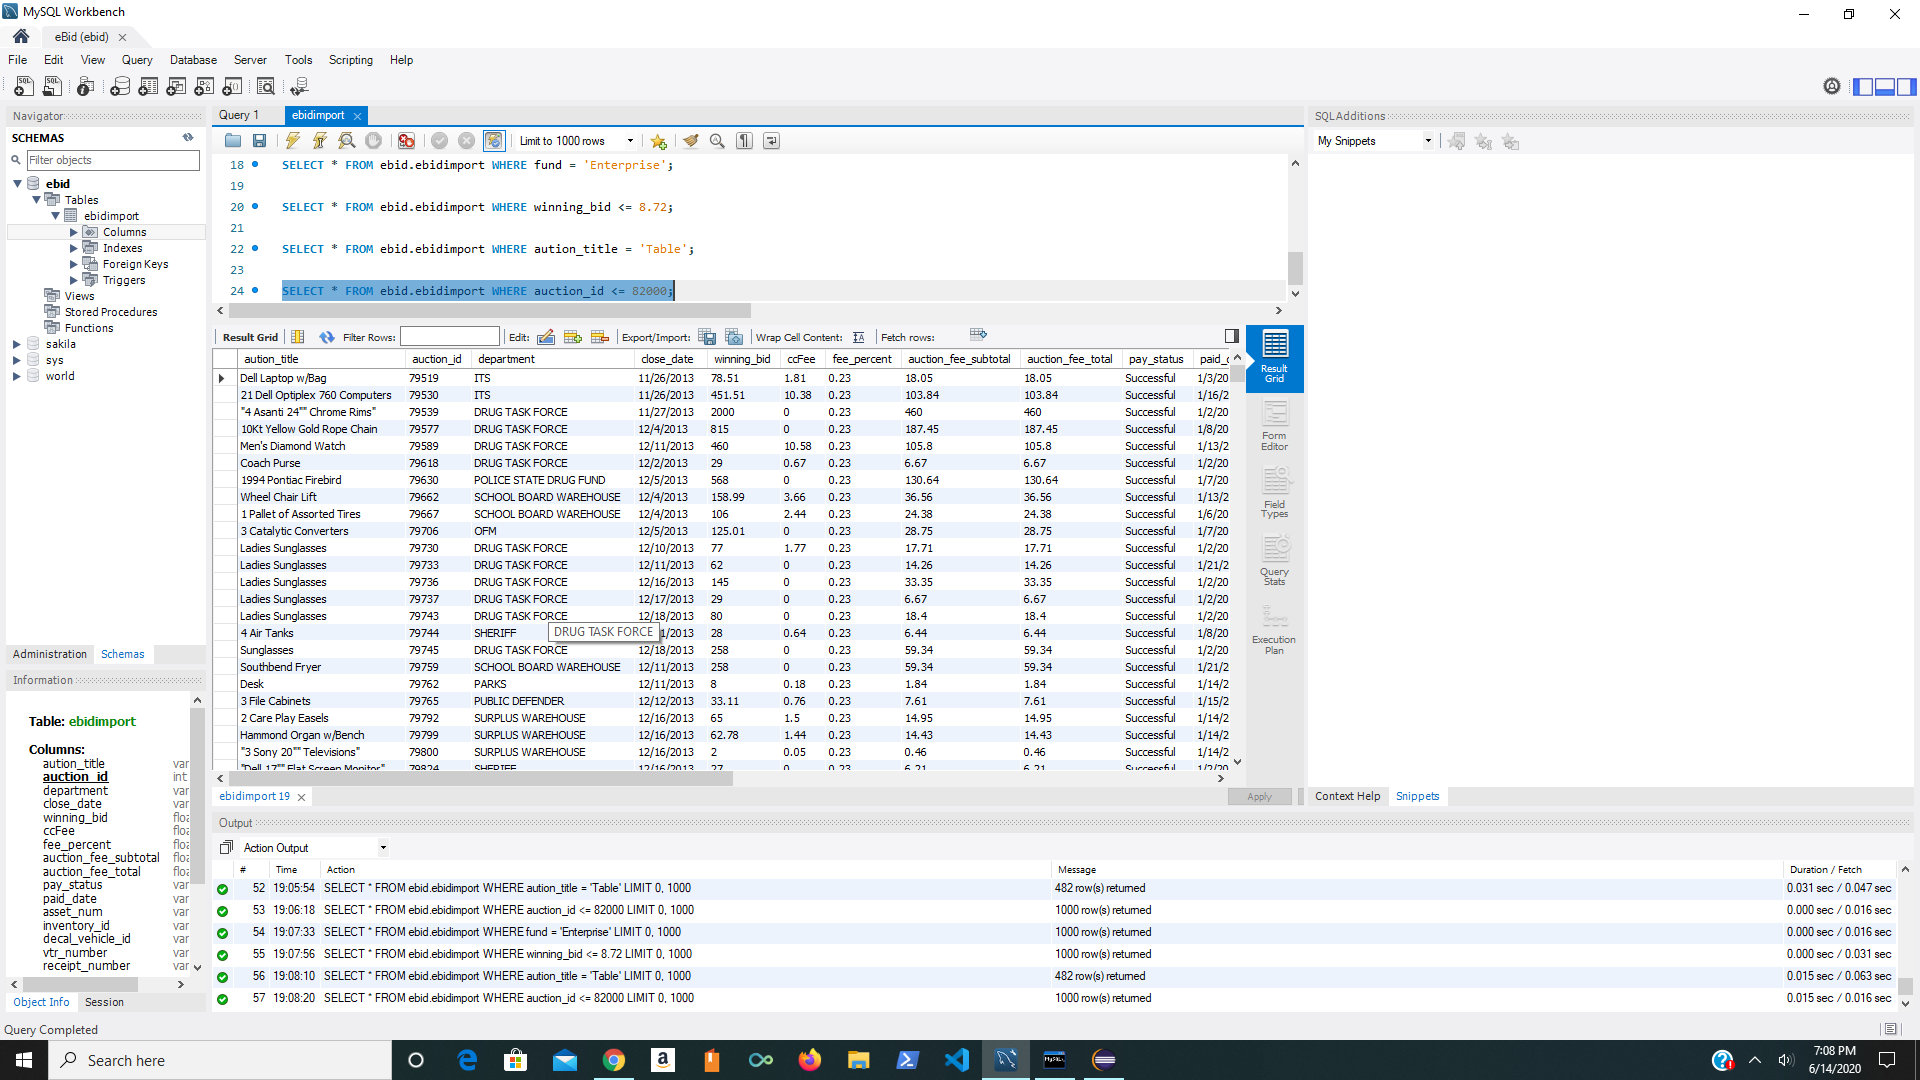 MySQL Workbench
eBid (ebid)
File Edit View Query Database Server Tools Scripting Help
Navigator
SCHEMAS
Filter objects
ebid
Tables
ebidimport
Columns
Indexes
Foreign Keys
Triggers
Views
Stored Procedures
Functions
sakila
sys
world
Administration Schemas
Information
Table: ebidimport
Columns:
aution_title var
auction_id int
department var
close_date var
winning_bid floa
ccFee floa
fee_percent floa
auction_fee_subtotal floa
auction_fee_total floa
pay_status var
paid_date var
asset_num var
inventory_id var
decal_vehicle_id var
vtr_number var
receipt_number var
Object Info Session
Query Completed
Query 1 ebidimport
Limit to 1000 rows
18 SELECT * FROM ebid.ebidimport WHERE fund = 'Enterprise';
19
20 SELECT * FROM ebid.ebidimport WHERE winning_bid <= 8.72;
21
22 SELECT * FROM ebid.ebidimport WHERE aution_title = 'Table';
23
24 SELECT * FROM ebid.ebidimport WHERE auction_id <= 82000;
Result Grid Filter Rows: Edit: Export/Import: Wrap Cell Content: Fetch rows:
aution_title auction_id department close_date winning_bid ccFee fee_percent auction_fee_subtotal auction_fee_total pay_status paid_
Dell Laptop w/Bag 79519 ITS 11/26/2013 78.51 1.81 0.23 18.05 18.05 Successful 1/3/20
21 Dell Optiplex 760 Computers 79530 ITS 11/26/2013 451.51 10.38 0.23 103.84 103.84 Successful 1/16/2
"4 Asanti 24"" Chrome Rims" 79539 DRUG TASK FORCE 11/27/2013 2000 0 0.23 460 460 Successful 1/2/20
10Kt Yellow Gold Rope Chain 79577 DRUG TASK FORCE 12/4/2013 815 0 0.23 187.45 187.45 Successful 1/8/20
Men's Diamond Watch 79589 DRUG TASK FORCE 12/11/2013 460 10.58 0.23 105.8 105.8 Successful 1/13/2
Coach Purse 79618 DRUG TASK FORCE 12/2/2013 29 0.67 0.23 6.67 6.67 Successful 1/2/20
1994 Pontiac Firebird 79630 POLICE STATE DRUG FUND 12/5/2013 568 0 0.23 130.64 130.64 Successful 1/7/20
Wheel Chair Lift 79662 SCHOOL BOARD WAREHOUSE 12/4/2013 158.99 3.66 0.23 36.56 36.56 Successful 1/13/2
1 Pallet of Assorted Tires 79667 SCHOOL BOARD WAREHOUSE 12/4/2013 106 2.44 0.23 24.38 24.38 Successful 1/6/20
3 Catalytic Converters 79706 OFM 12/5/2013 125.01 0 0.23 28.75 28.75 Successful 1/7/20
Ladies Sunglasses 79730 DRUG TASK FORCE 12/10/2013 77 1.77 0.23 17.71 17.71 Successful 1/2/20
Ladies Sunglasses 79733 DRUG TASK FORCE 12/11/2013 62 0 0.23 14.26 14.26 Successful 1/21/2
Ladies Sunglasses 79736 DRUG TASK FORCE 12/16/2013 145 0 0.23 33.35 33.35 Successful 1/2/20
Ladies Sunglasses 79737 DRUG TASK FORCE 12/17/2013 29 0 0.23 6.67 6.67 Successful 1/2/20
Ladies Sunglasses 79743 DRUG TASK FORCE 12/18/2013 80 0 0.23 18.4 18.4 Successful 1/2/20
4 Air Tanks 79744 SHERIFF DRUG TASK FORCE 1/2013 28 0.64 0.23 6.44 6.44 Successful 1/8/20
Sunglasses 79745 DRUG TASK FORCE 12/18/2013 258 0 0.23 59.34 59.34 Successful 1/2/20
Southbend Fryer 79759 SCHOOL BOARD WAREHOUSE 12/11/2013 258 0 0.23 59.34 59.34 Successful 1/21/2
Desk 79762 PARKS 12/11/2013 8 0.18 0.23 1.84 1.84 Successful 1/14/2
3 File Cabinets 79765 PUBLIC DEFENDER 12/12/2013 33.11 0.76 0.23 7.61 7.61 Successful 1/15/2
2 Care Play Easels 79792 SURPLUS WAREHOUSE 12/16/2013 65 1.5 0.23 14.95 14.95 Successful 1/14/2
Hammond Organ w/Bench 79799 SURPLUS WAREHOUSE 12/16/2013 62.78 1.44 0.23 14.43 14.43 Successful 1/14/2
"3 Sony 20"" Televisions" 79800 SURPLUS WAREHOUSE 12/16/2013 2 0.05 0.23 0.46 0.46 Successful 1/14/2
"Dell 17"" Flat Screen Monitor" 79824 SHERIFF 12/16/2013 27 0 0.23 6.21 6.21 Successful 1/2/20
Result Grid
Form Editor
Field Types
Query Stats
Execution Plan
ebidimport 19
Apply
SQLAdditions
My Snippets
Context Help Snippets
Output
Action Output
# Time Action Message Duration / Fetch
52 19:05:54 SELECT * FROM ebid.ebidimport WHERE aution_title = 'Table' LIMIT 0, 1000 482 row(s) returned 0.031 sec / 0.047 sec
53 19:06:18 SELECT * FROM ebid.ebidimport WHERE auction_id <= 82000 LIMIT 0, 1000 1000 row(s) returned 0.000 sec / 0.016 sec
54 19:07:33 SELECT * FROM ebid.ebidimport WHERE fund = 'Enterprise' LIMIT 0, 1000 1000 row(s) returned 0.000 sec / 0.016 sec
55 19:07:56 SELECT * FROM ebid.ebidimport WHERE winning_bid <= 8.72 LIMIT 0, 1000 1000 row(s) returned 0.000 sec / 0.031 sec
56 19:08:10 SELECT * FROM ebid.ebidimport WHERE aution_title = 'Table' LIMIT 0, 1000 482 row(s) returned 0.015 sec / 0.063 sec
57 19:08:20 SELECT * FROM ebid.ebidimport WHERE auction_id <= 82000 LIMIT 0, 1000 1000 row(s) returned 0.015 sec / 0.016 sec
Search here
7:08 PM
6/14/2020